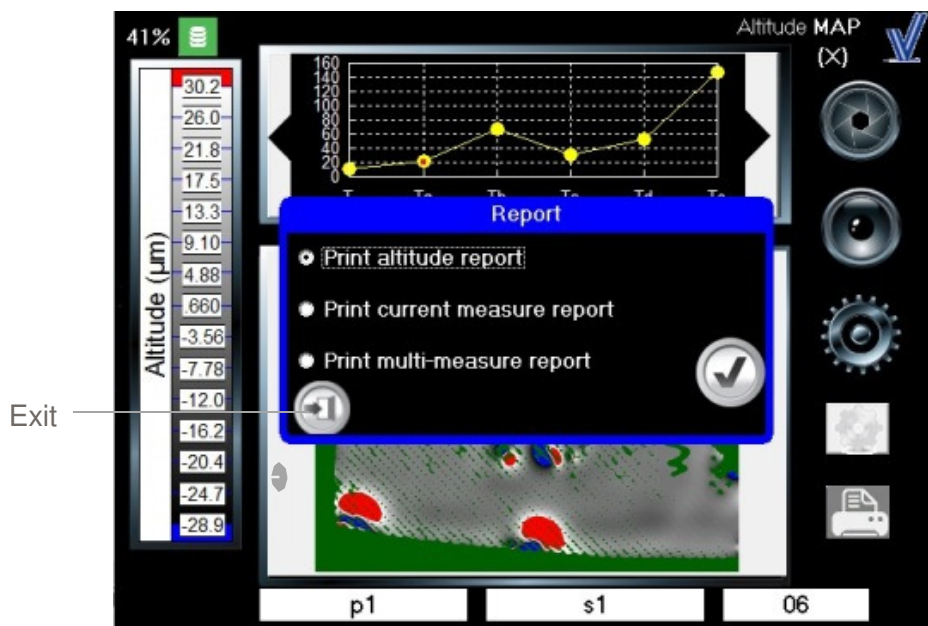 41%
Altitude MAP
(X)
Altitude (µm)
30.2
26.0
21.8
17.5
13.3
9.10
4.88
.660
-3.56
-7.78
-12.0
-16.2
-20.4
-24.7
-28.9
160
140
120
100
80
60
40
20
0
Report
Print altitude report
Print current measure report
Print multi-measure report
Exit
p1
s1
06